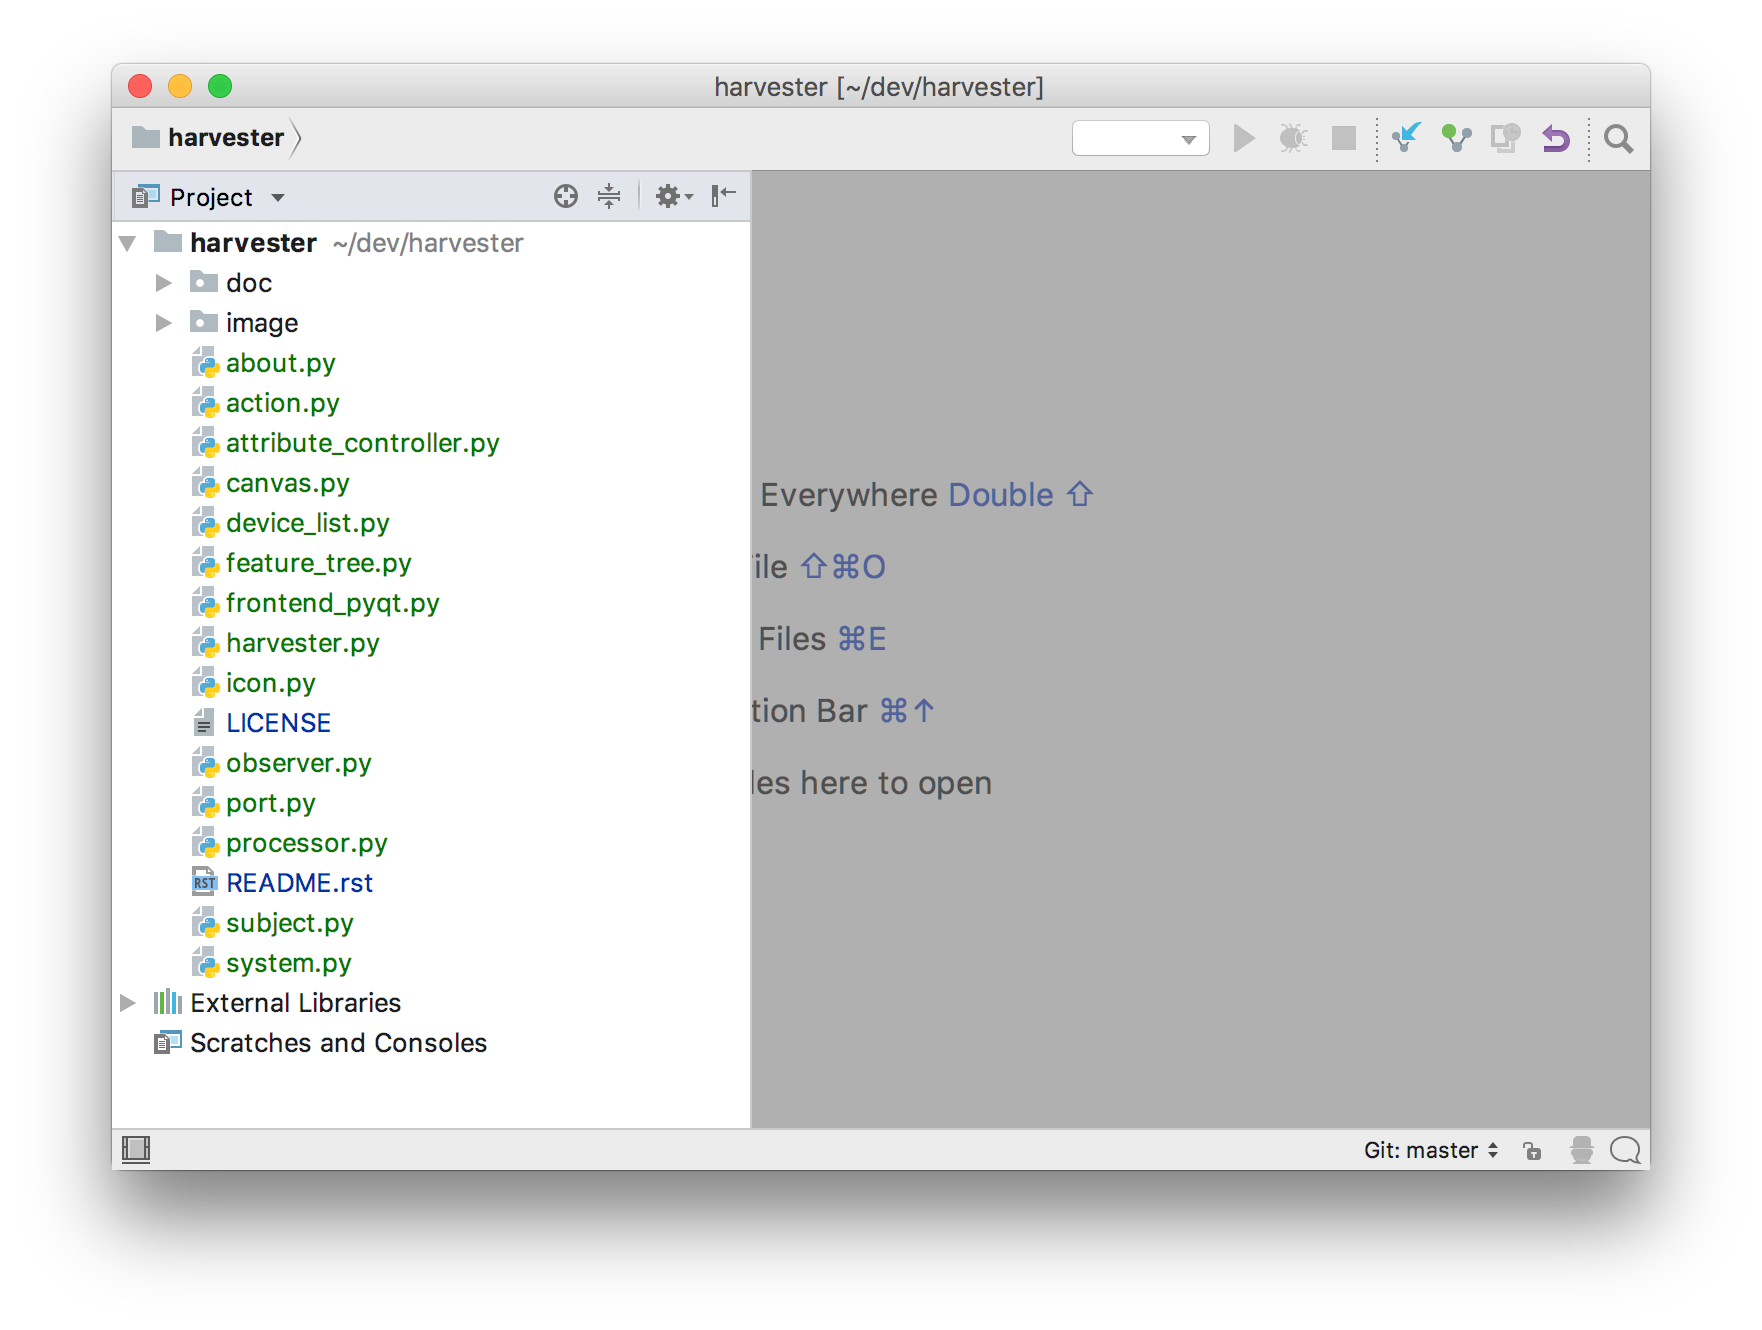 harvester [~/dev/harvester]
harvester
Project
harvester ~/dev/harvester
doc
image
about.py
action.py
attribute_controller.py
canvas.py
device_list.py
feature_tree.py
frontend_pyqt.py
harvester.py
icon.py
LICENSE
observer.py
port.py
processor.py
RST README.rst
subject.py
system.py
External Libraries
Scratches and Consoles
Everywhere Double ⇧
ile ⇧⌘O
Files ⌘E
tion Bar ⌘↑
les here to open
Git: master